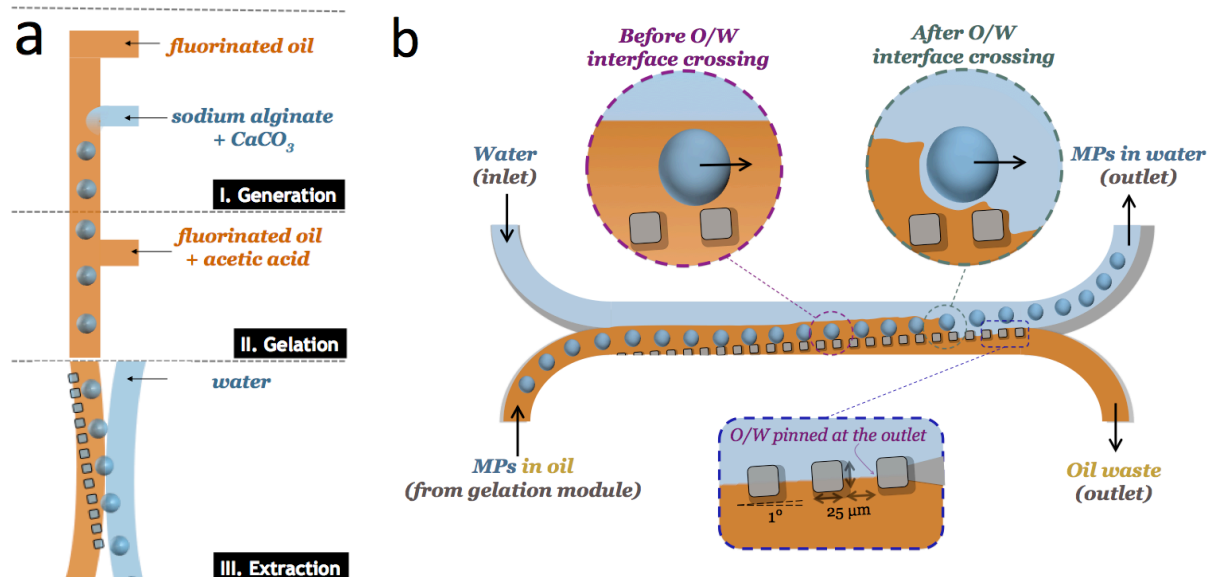 a
fluorinated oil
sodium alginate
+ CaCO₃
I. Generation
fluorinated oil
+ acetic acid
II. Gelation
water
III. Extraction
b
Before O/W
interface crossing
After O/W
interface crossing
Water
(inlet)
MPs in water
(outlet)
MPs in oil
(from gelation module)
O/W pinned at the outlet
1°
25 µm
Oil waste
(outlet)